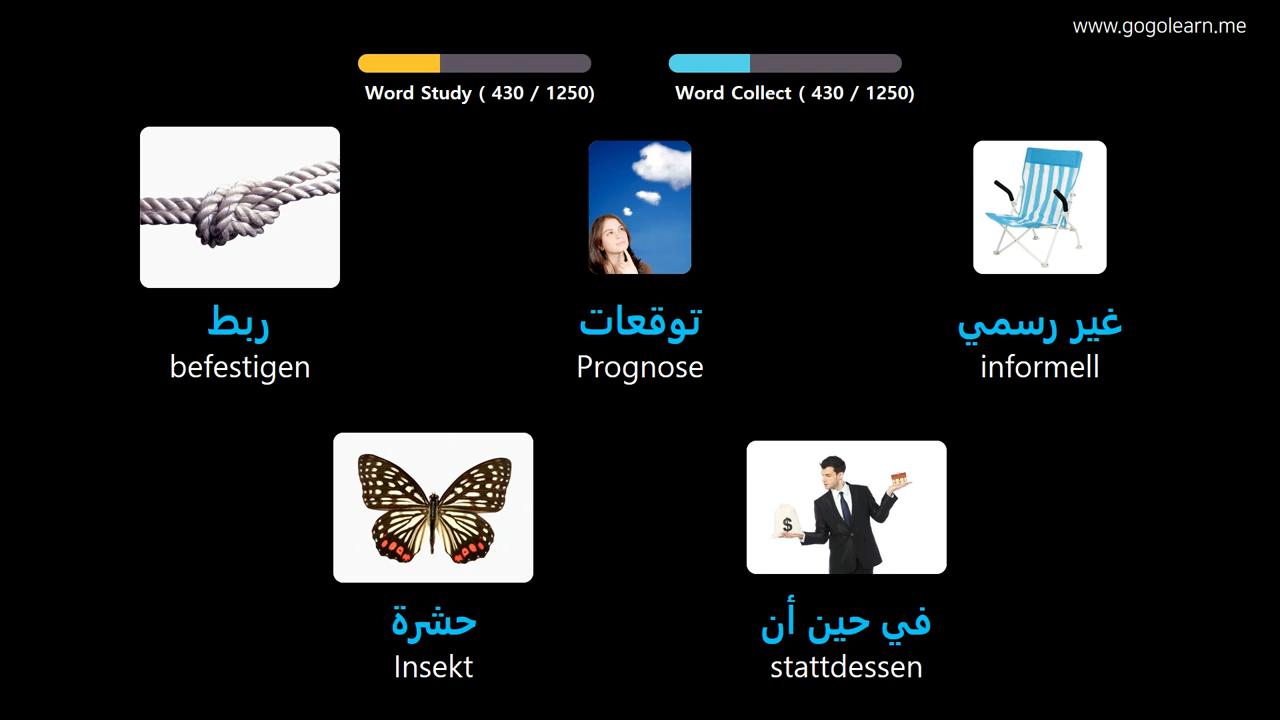 www.gogolearn.me
Word Study ( 430 / 1250)
Word Collect ( 430 / 1250)
ربط
befestigen
توقعات
Prognose
غير رسمي
informell
حشرة
Insekt
$
في حين أن
stattdessen